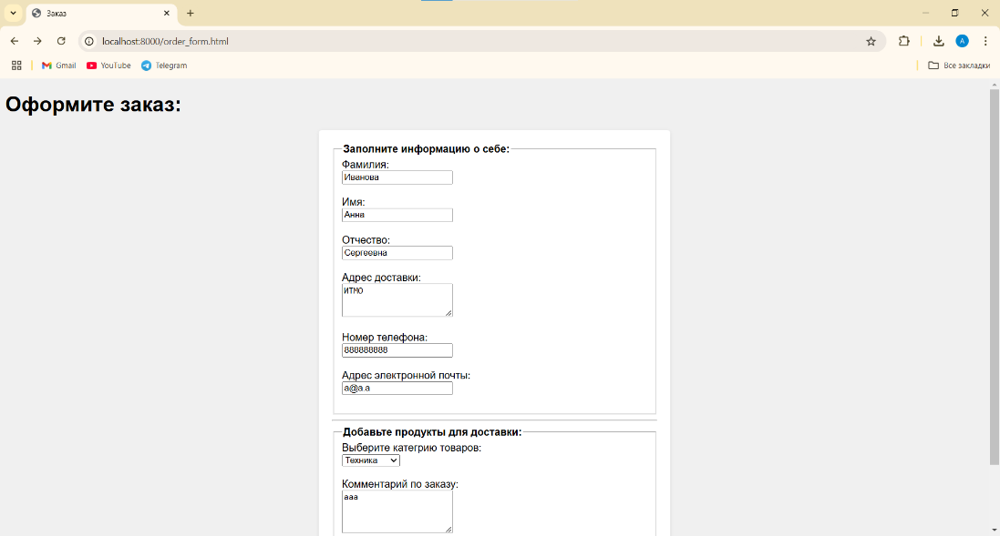 Заказ
localhost:8000/order_form.html
A
Gmail
YouTube
Telegram
Все закладки
Оформите заказ:
Заполните информацию о себе:
Фамилия:
Иванова
Имя:
Анна
Отчество:
Сергеевна
Адрес доставки:
ИТМО
Номер телефона:
888888888
Адрес электронной почты:
a@a.a
Добавьте продукты для доставки:
Выберите категрию товаров:
Техника
Комментарий по заказу:
ааа